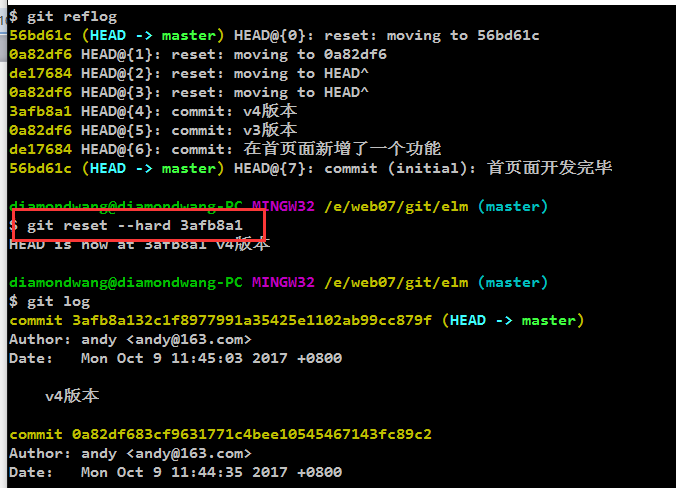 $ git reflog
56bd61c (HEAD -> master) HEAD@{0}: reset: moving to 56bd61c
0a82df6 HEAD@{1}: reset: moving to 0a82df6
de17684 HEAD@{2}: reset: moving to HEAD^
0a82df6 HEAD@{3}: reset: moving to HEAD^
3afb8a1 HEAD@{4}: commit: v4版本
0a82df6 HEAD@{5}: commit: v3版本
de17684 HEAD@{6}: commit: 在首页面新增了一个功能
56bd61c (HEAD -> master) HEAD@{7}: commit (initial): 首页面开发完毕
diamondwang@diamondwang-PC MINGW32 /e/web07/git/elm (master)
$ git reset --hard 3afb8a1
HEAD is now at 3afb8a1 v4版本
diamondwang@diamondwang-PC MINGW32 /e/web07/git/elm (master)
$ git log
commit 3afb8a132c1f8977991a35425e1102ab99cc879f (HEAD -> master)
Author: andy <andy@163.com>
Date:   Mon Oct 9 11:45:03 2017 +0800
v4版本
commit 0a82df683cf9631771c4bee10545467143fc89c2
Author: andy <andy@163.com>
Date:   Mon Oct 9 11:44:35 2017 +0800